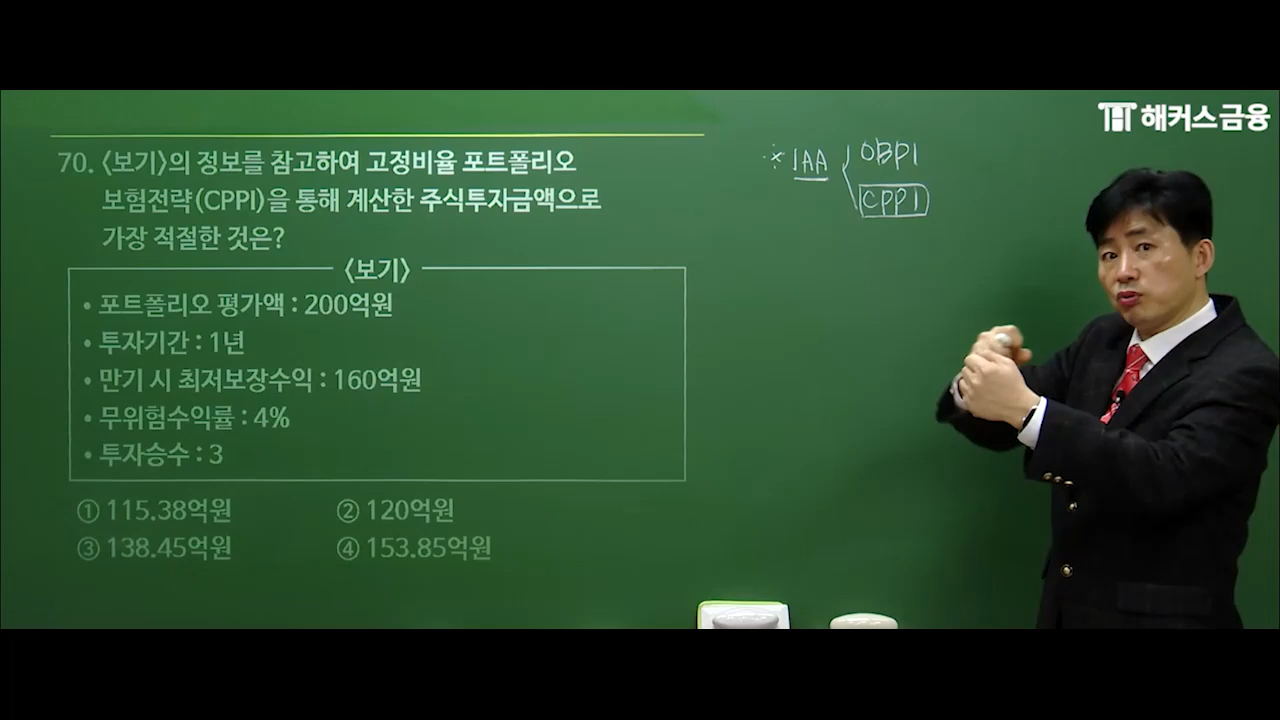 해커스금융
70. 〈보기〉의 정보를 참고하여 고정비율 포트폴리오
보험전략(CPPI)을 통해 계산한 주식투자금액으로
가장 적절한 것은?
〈보기〉
• 포트폴리오 평가액 : 200억원
• 투자기간 : 1년
• 만기 시 최저보장수익 : 160억원
• 무위험수익률 : 4%
• 투자승수 : 3
① 115.38억원 ② 120억원
③ 138.45억원 ④ 153.85억원
※ IAA OBPI
CPPI